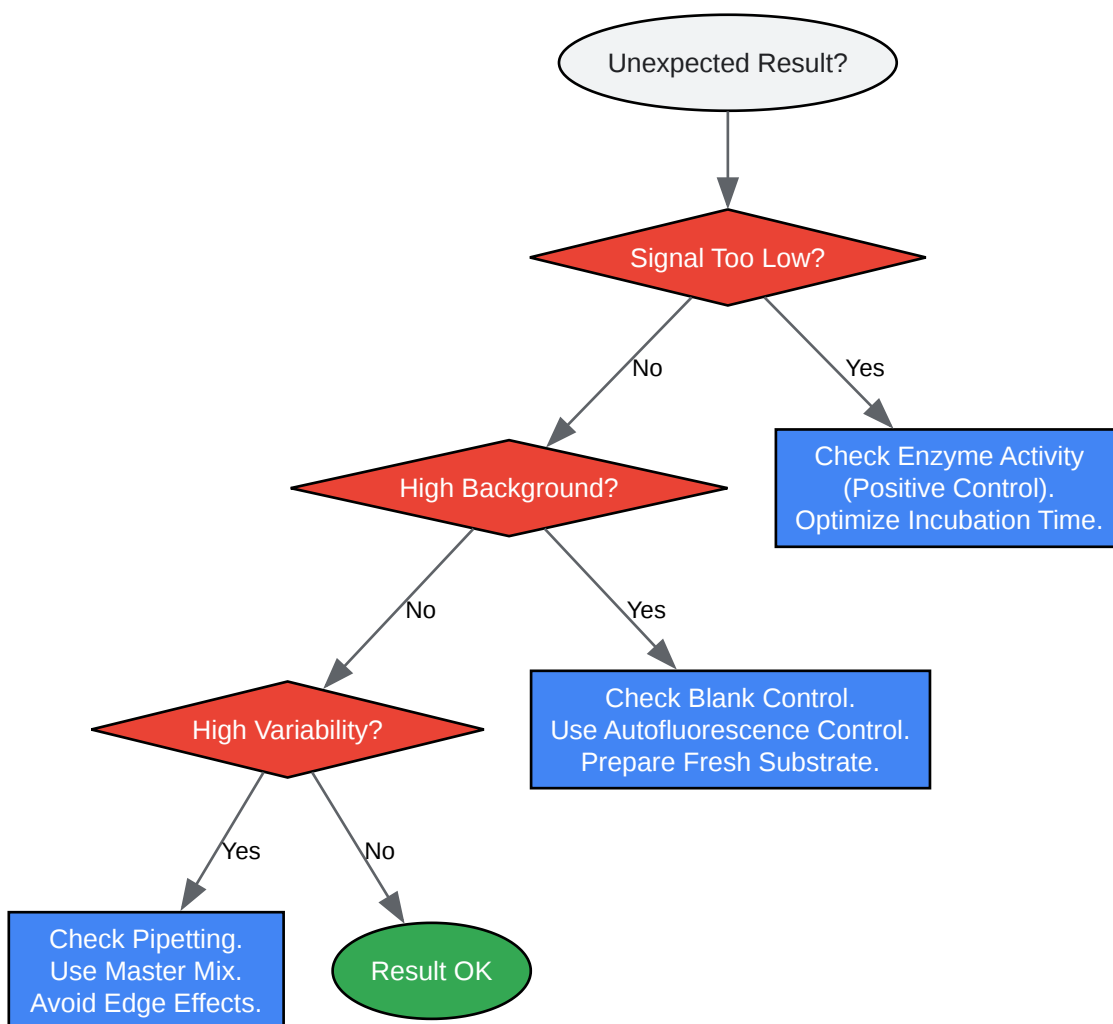 Unexpected Result?
Signal Too Low?
No
Yes
Check Enzyme Activity
(Positive Control).
Optimize Incubation Time.
High Background?
No
Yes
Check Blank Control.
Use Autofluorescence Control.
Prepare Fresh Substrate.
High Variability?
Yes
No
Check Pipetting.
Use Master Mix.
Avoid Edge Effects.
Result OK